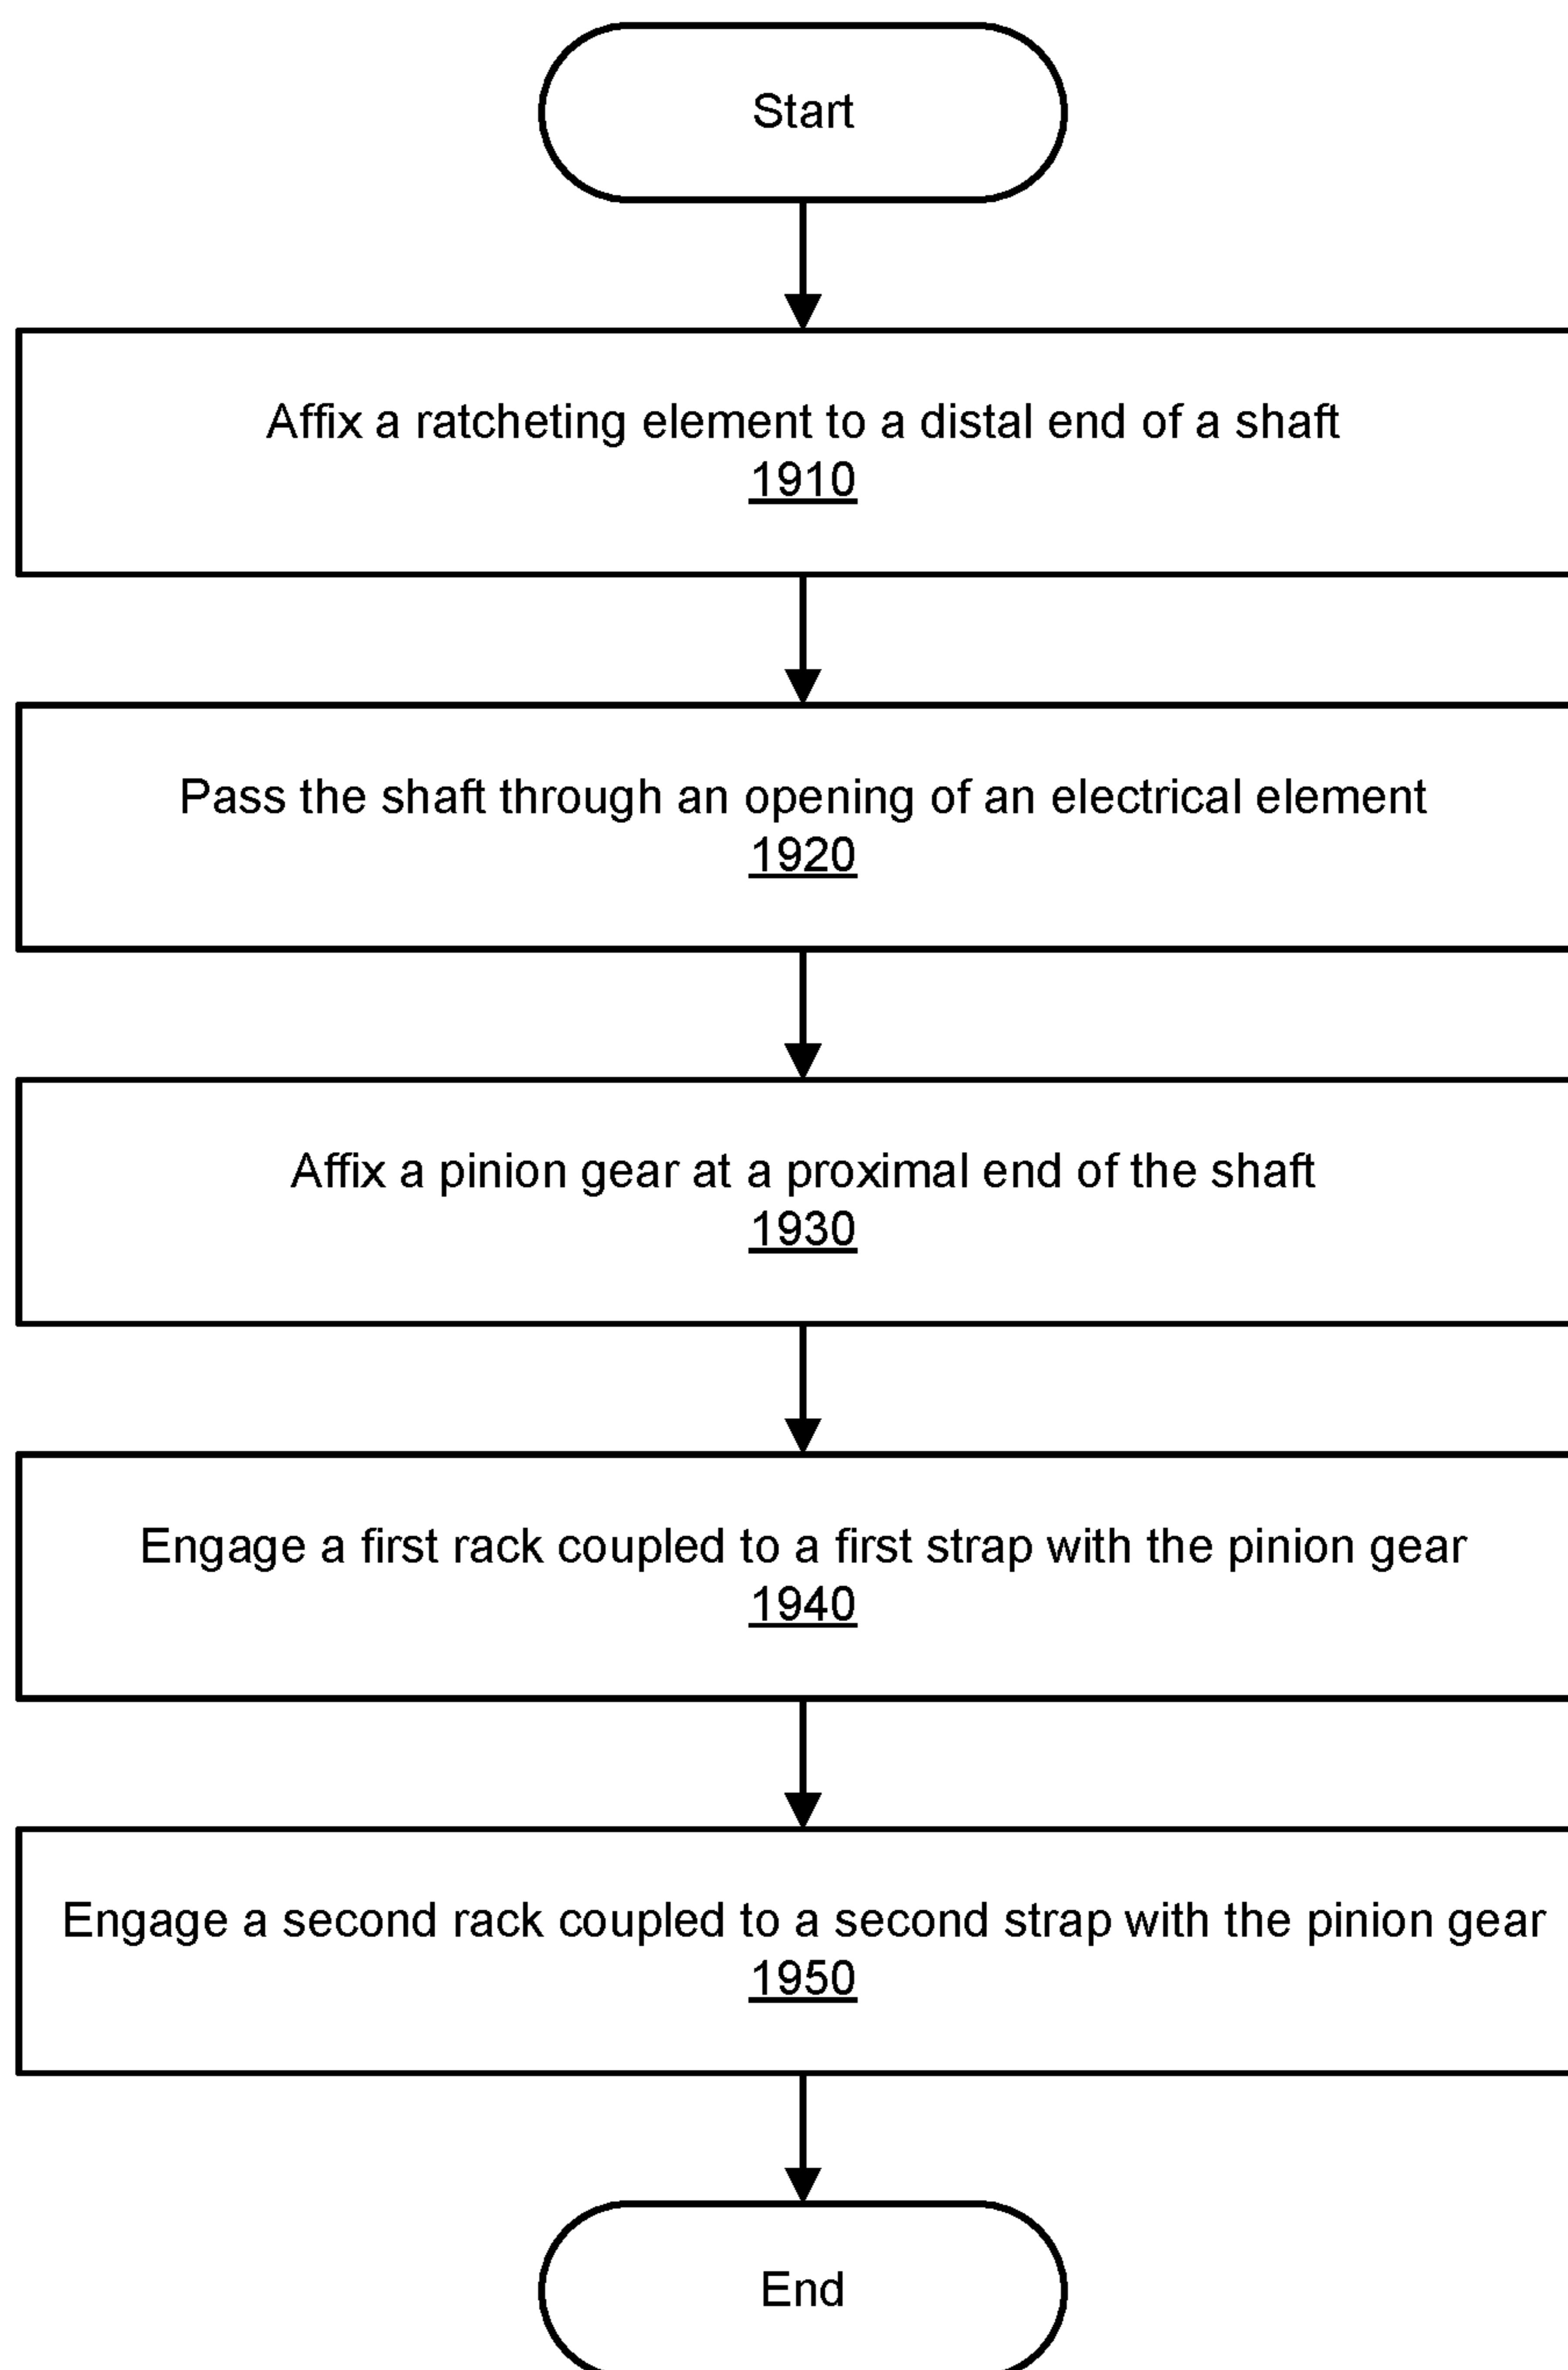 Start
Affix a ratcheting element to a distal end of a shaft
1910
Pass the shaft through an opening of an electrical element
1920
Affix a pinion gear at a proximal end of the shaft
1930
Engage a first rack coupled to a first strap with the pinion gear
1940
Engage a second rack coupled to a second strap with the pinion gear
1950
End